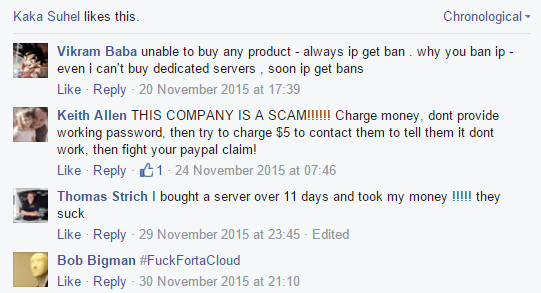 Kaka Suhel likes this. Chronological
Vikram Baba unable to buy any product - always ip get ban . why you ban ip -
even i can't buy dedicated servers , soon ip get bans
Like · Reply · 20 November 2015 at 17:39
Keith Allen THIS COMPANY IS A SCAM!!!!!! Charge money, dont provide
working password, then try to charge $5 to contact them to tell them it dont
work, then fight your paypal claim!
Like · Reply · 1 · 24 November 2015 at 07:46
Thomas Strich I bought a server over 11 days and took my money !!!!! they
suck
Like · Reply · 29 November 2015 at 23:45 · Edited
Bob Bigman #FuckFortaCloud
Like · Reply · 30 November 2015 at 21:10